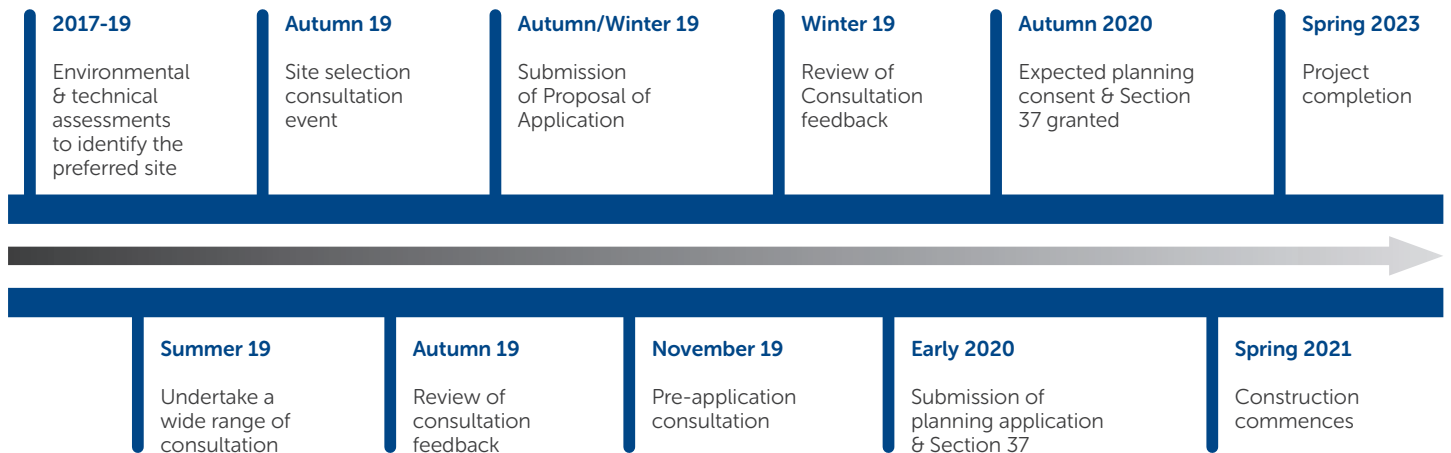 2017-19
Environmental
& technical
assessments
to identify the
preferred site
Autumn 19
Site selection
consultation
event
Autumn/Winter 19
Submission
of Proposal of
Application
Winter 19
Review of
Consultation
feedback
Autumn 2020
Expected planning
consent & Section
37 granted
Spring 2023
Project
completion
Summer 19
Undertake a
wide range of
consultation
Autumn 19
Review of
consultation
feedback
November 19
Pre-application
consultation
Early 2020
Submission of
planning application
& Section 37
Spring 2021
Construction
commences